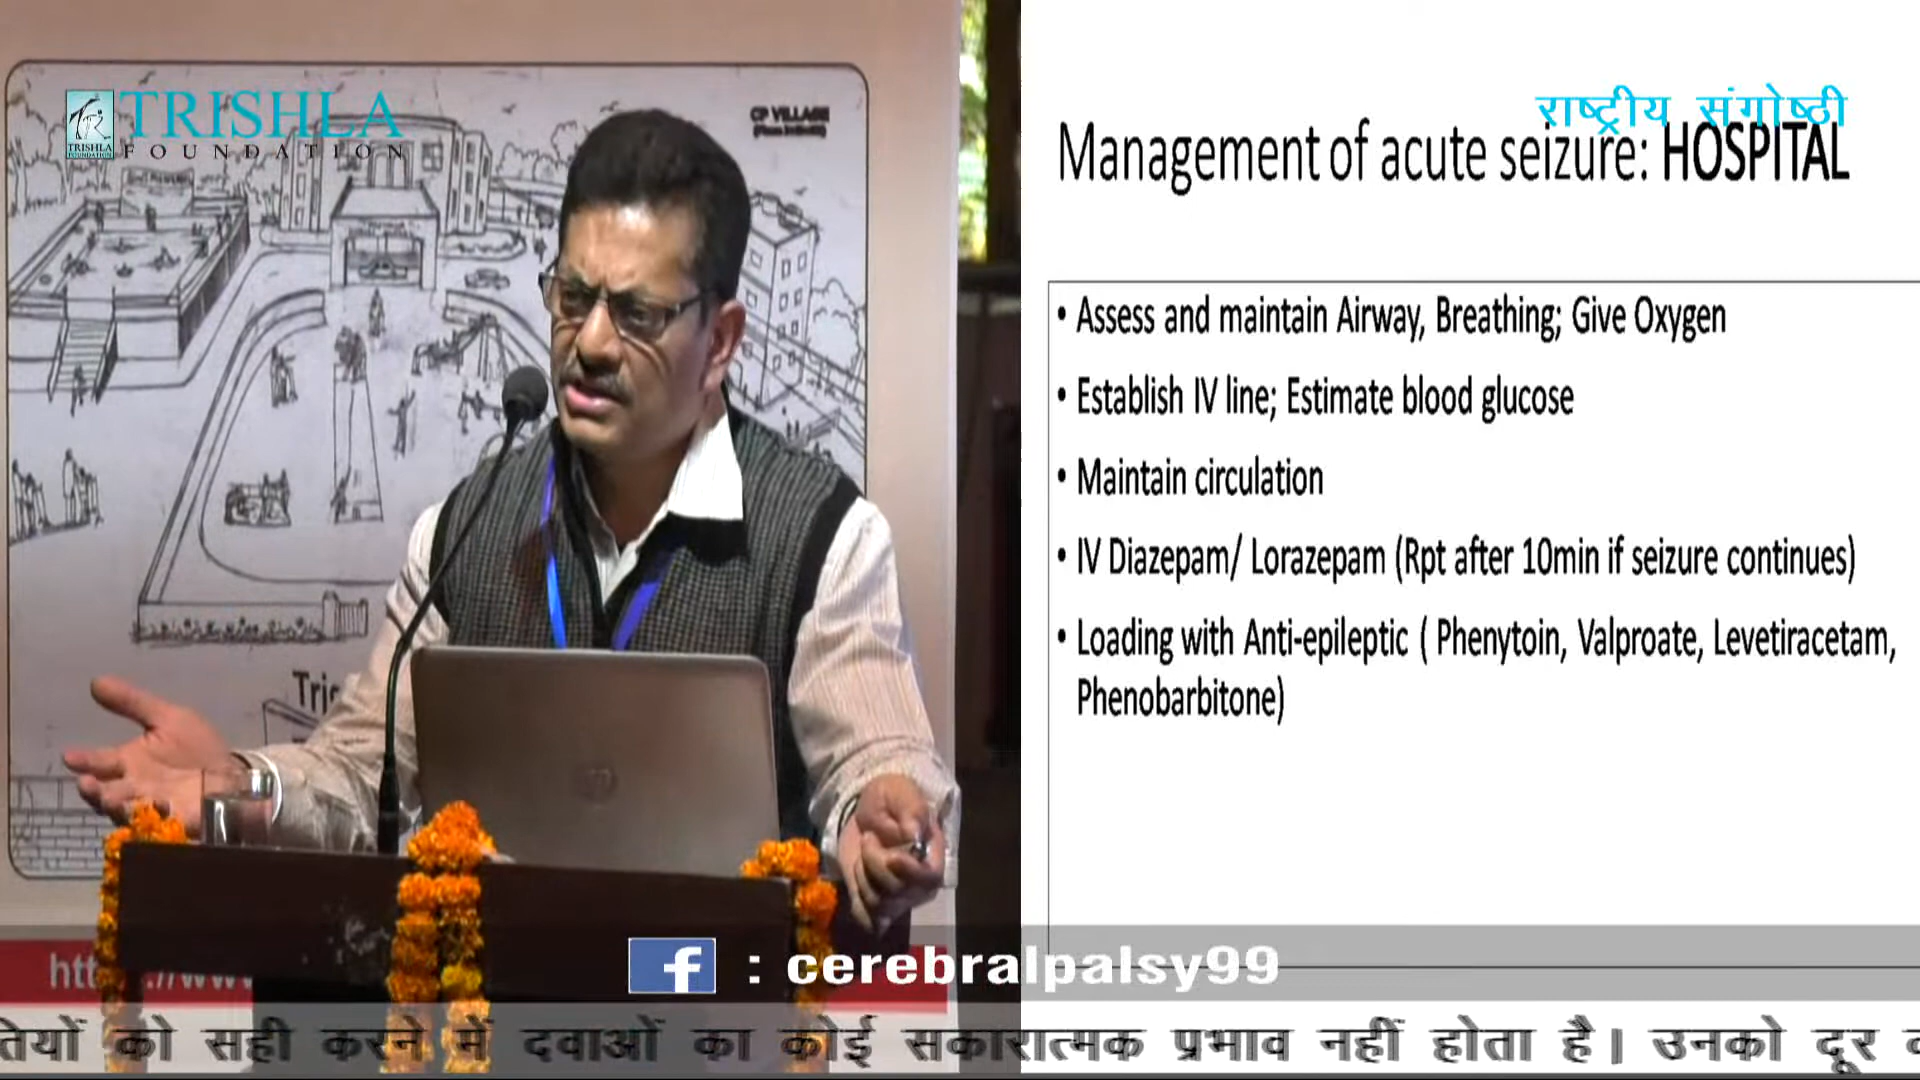 TRISHLA
FOUNDATION
TRISHLA
FOUNDATION
CP VILLAGE
राष्ट्रीय संगोष्ठी
Management of acute seizure: HOSPITAL
• Assess and maintain Airway, Breathing; Give Oxygen
• Establish IV line; Estimate blood glucose
• Maintain circulation
• IV Diazepam/ Lorazepam (Rpt after 10min if seizure continues)
• Loading with Anti-epileptic ( Phenytoin, Valproate, Levetiracetam,
Phenobarbitone)
f : cerebralpalsy99
तियों को सही करने में दवाओं का कोई सकारात्मक प्रभाव नहीं होता है। उनको दूर